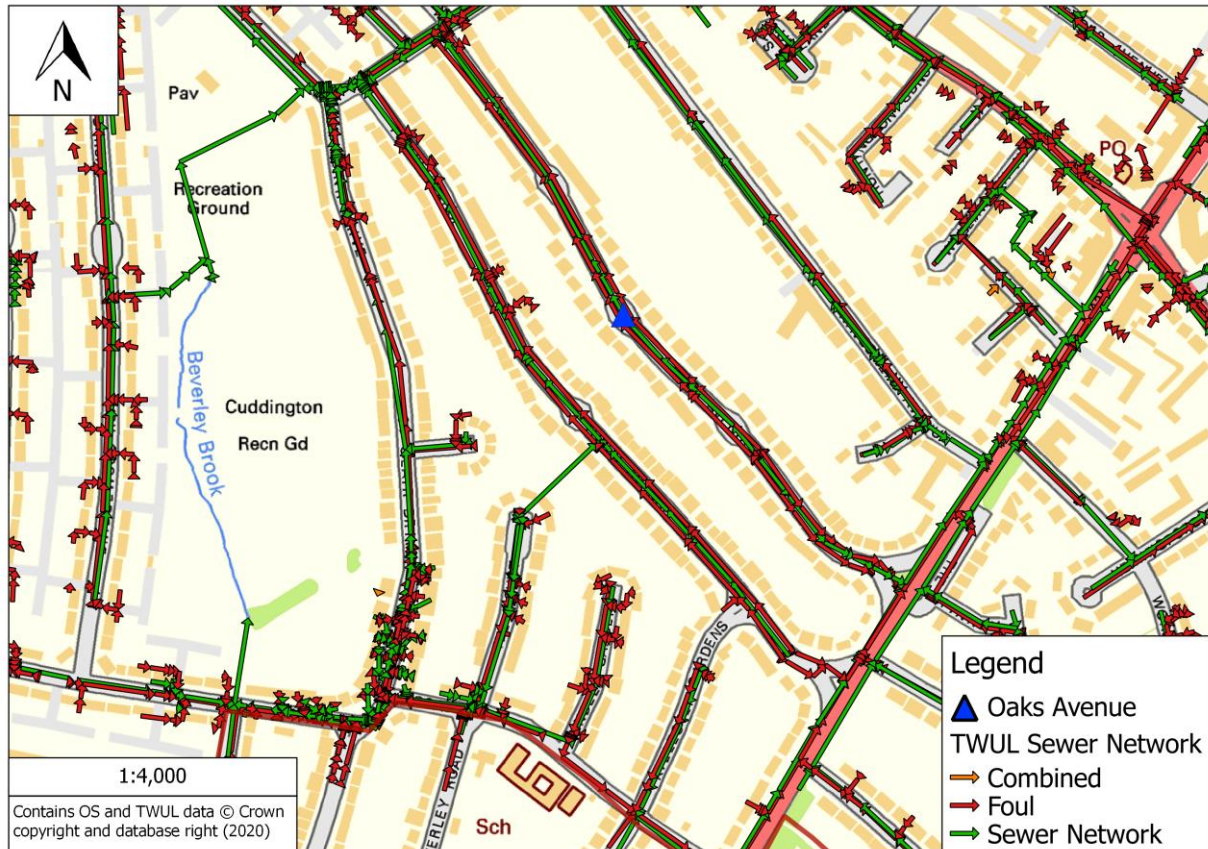 N
Pav
Recreation
Ground
PO
Beverley Brook
Cuddington
Recn Gd
RDENS
ERLEY ROAD
Sch
1:4,000
Contains OS and TWUL data © Crown
copyright and database right (2020)
Legend
Oaks Avenue
TWUL Sewer Network
Combined
Foul
Sewer Network